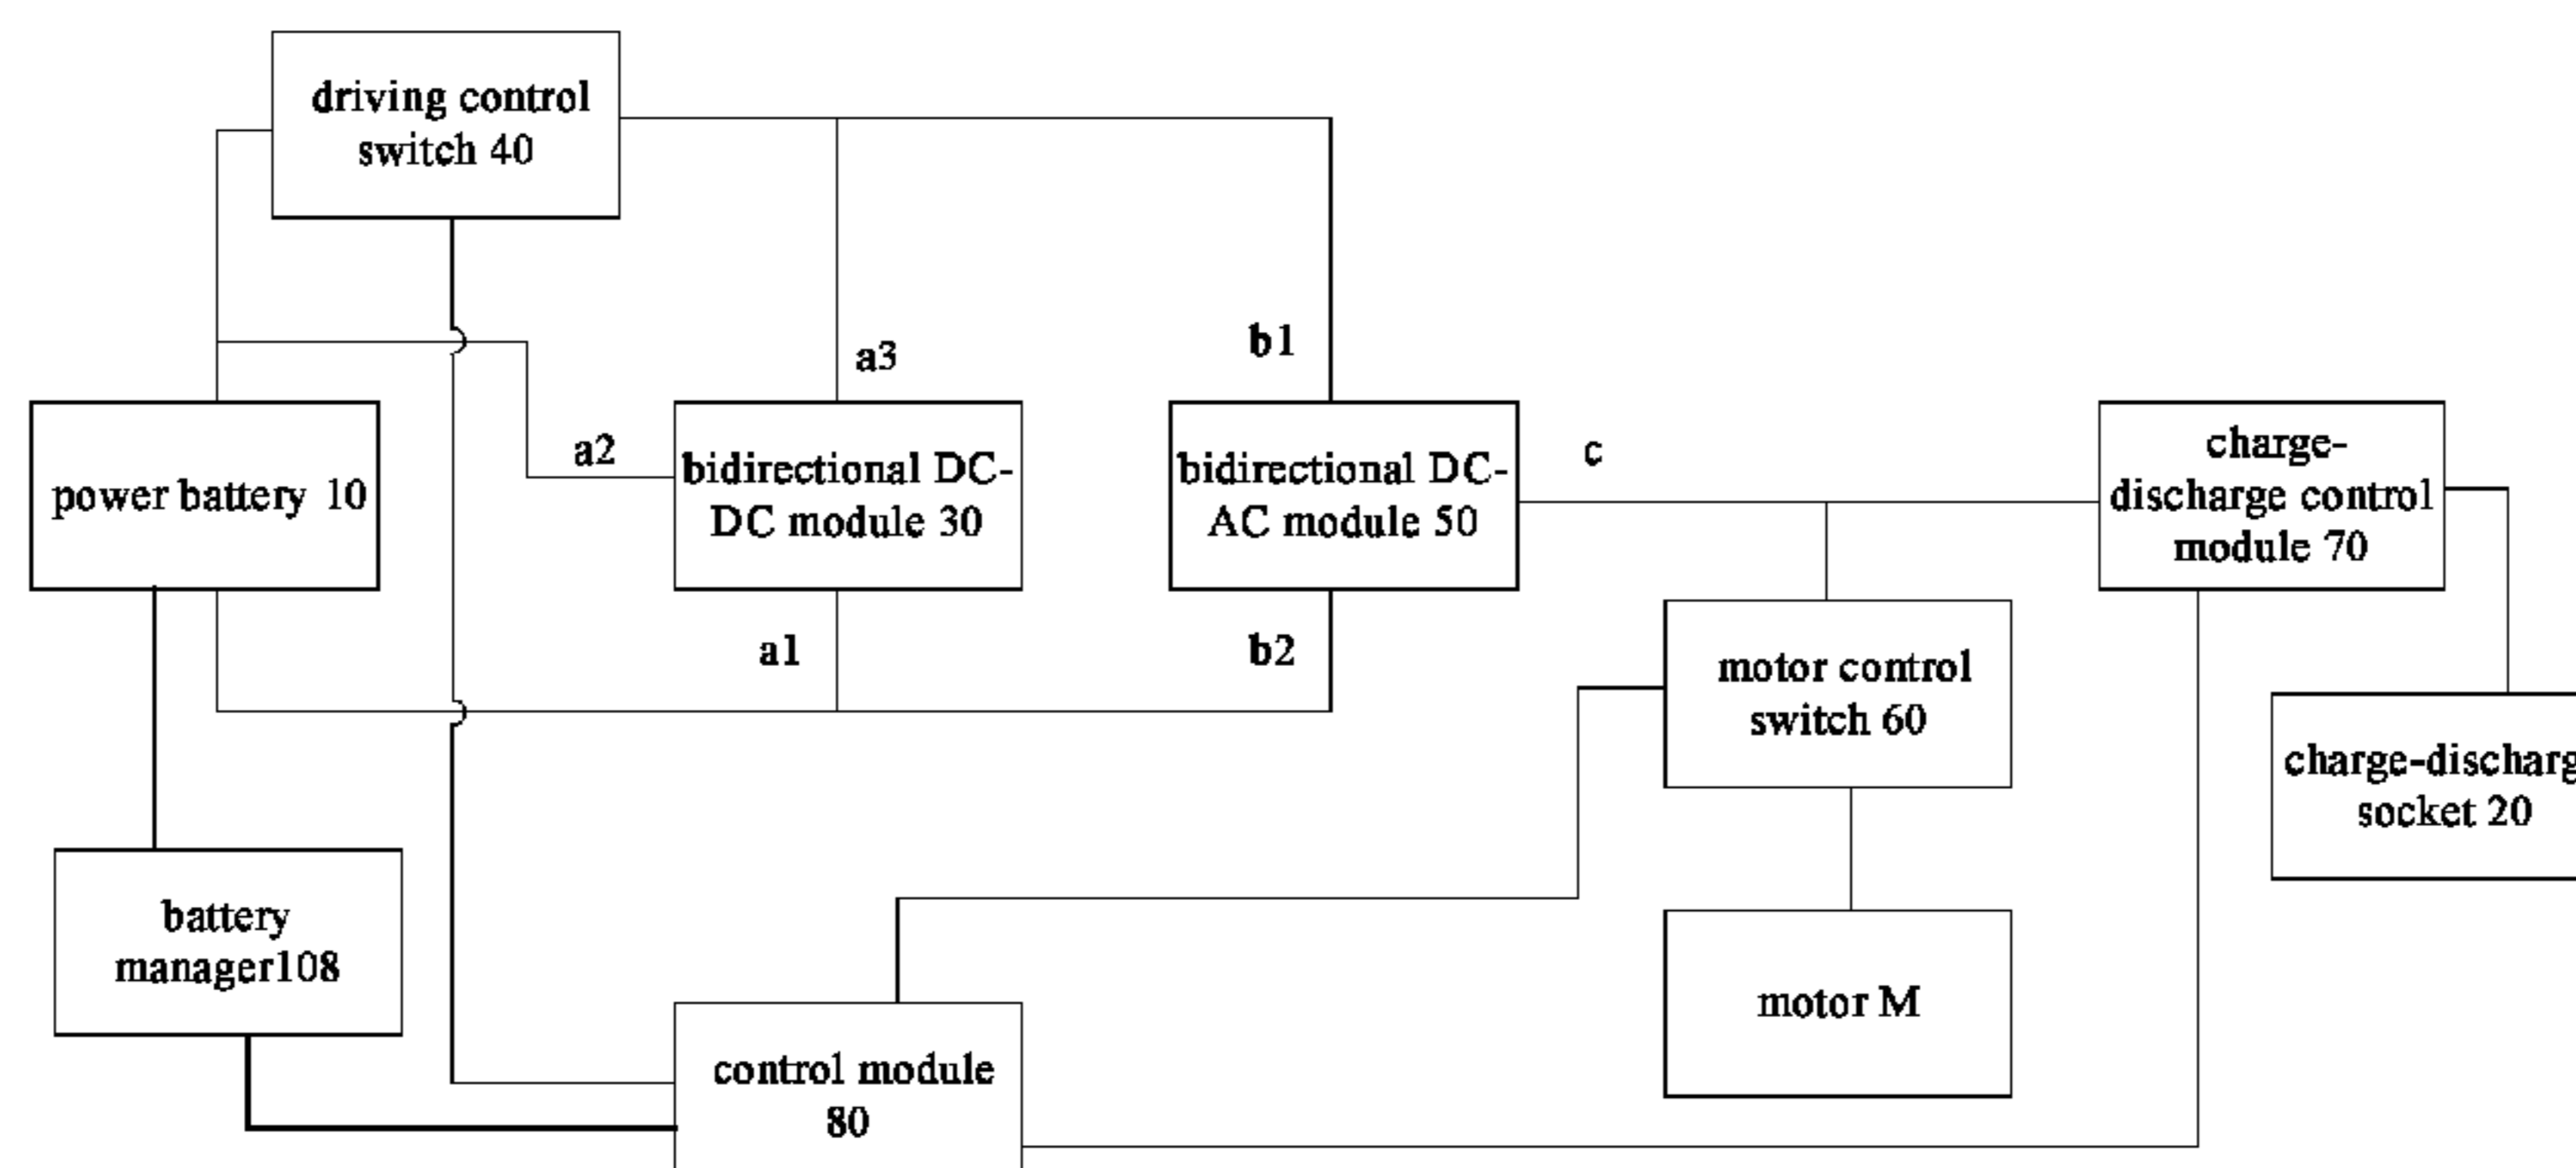 driving control
switch 40
a3
b1
a2
c
power battery 10
bidirectional DC-
DC module 30
bidirectional DC-
AC module 50
charge-
discharge control
module 70
a1
b2
motor control
switch 60
charge-discharg
socket 20
battery
manager108
motor M
control module
80